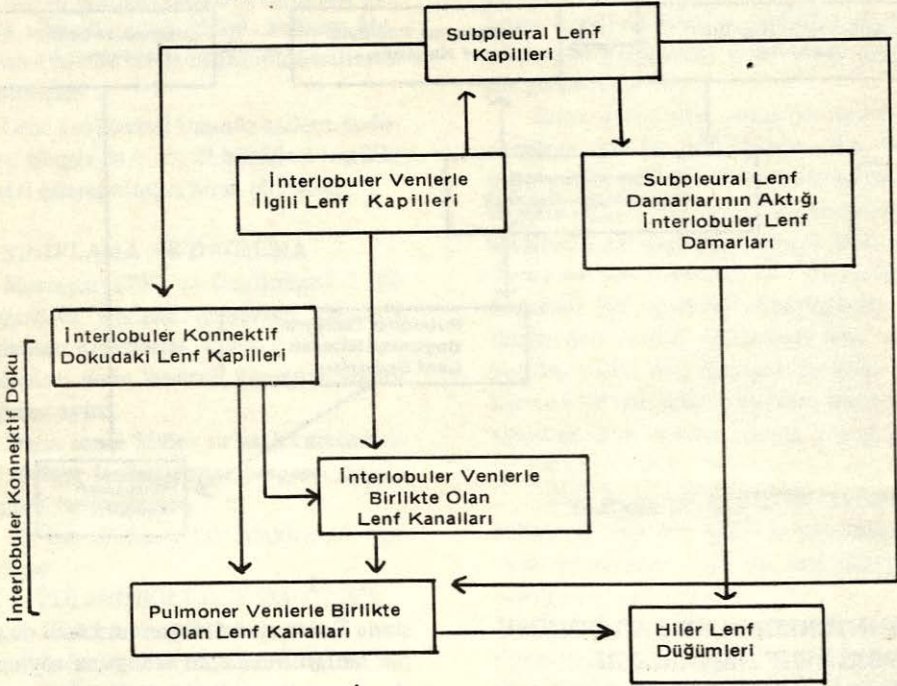 Subpleural Lenf
Kapilleri
İnterlobuler Venlerle
İlgili Lenf Kapilleri
Subpleural Lenf
Damarlarının Aktığı
İnterlobuler Lenf
Damarları
İnterlobuler Konnektif
Dokudaki Lenf Kapilleri
İnterlobuler Konnektif Doku
İnterlobuler Venlerle
Birlikte Olan
Lenf Kanalları
Pulmoner Venlerle Birlikte
Olan Lenf Kanalları
Hiler Lenf
Düğümleri